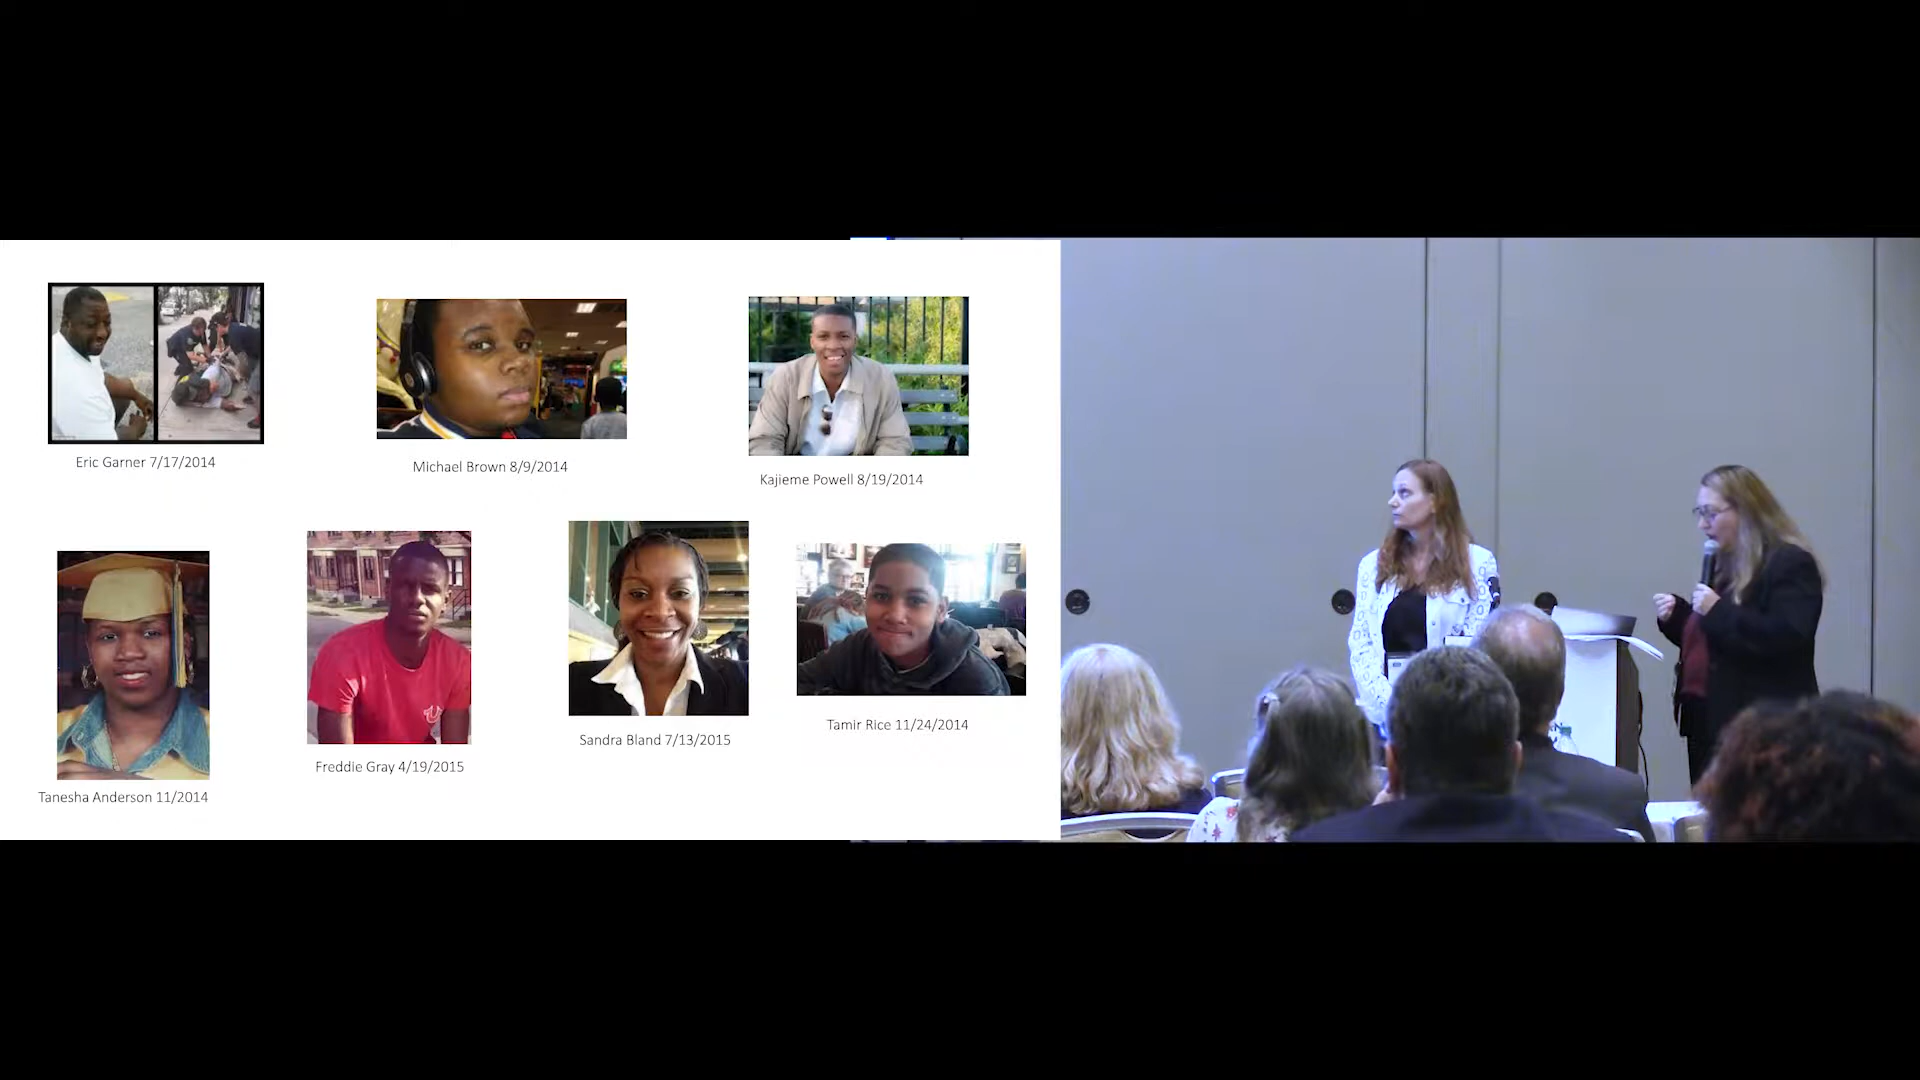 Eric Garner 7/17/2014
Michael Brown 8/9/2014
Kajieme Powell 8/19/2014
Tanesha Anderson 11/2014
Freddie Gray 4/19/2015
Sandra Bland 7/13/2015
Tamir Rice 11/24/2014